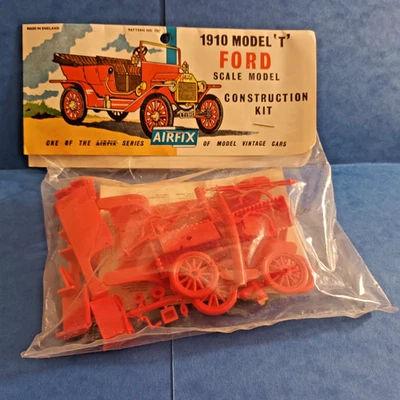 MADE IN ENGLAND
PATTERN NO.
1910 MODEL 'T'
FORD
SCALE MODEL
CONSTRUCTION
KIT
ONE OF THE AIRFIX SERIES
AIRFIX
OF MODEL VINTAGE CARS